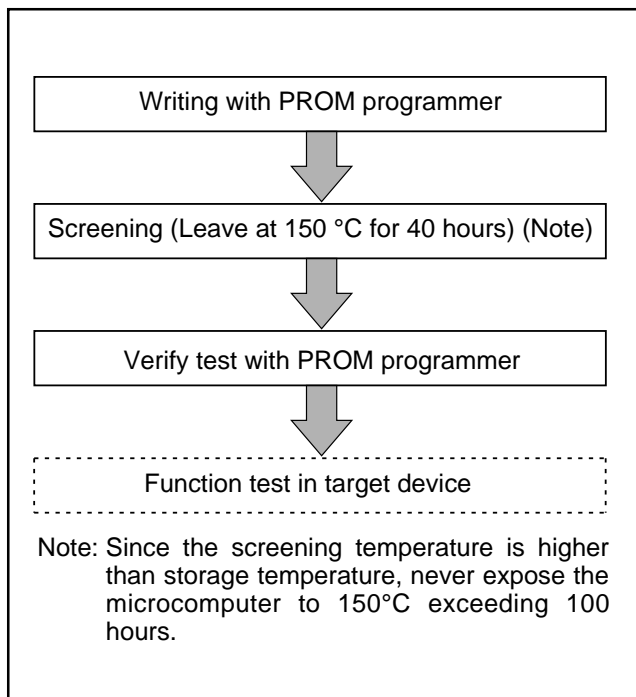 Writing with PROM programmer
Screening (Leave at 150 °C for 40 hours) (Note)
Verify test with PROM programmer
Function test in target device
Note: Since the screening temperature is higher
than storage temperature, never expose the
microcomputer to 150°C exceeding 100
hours.